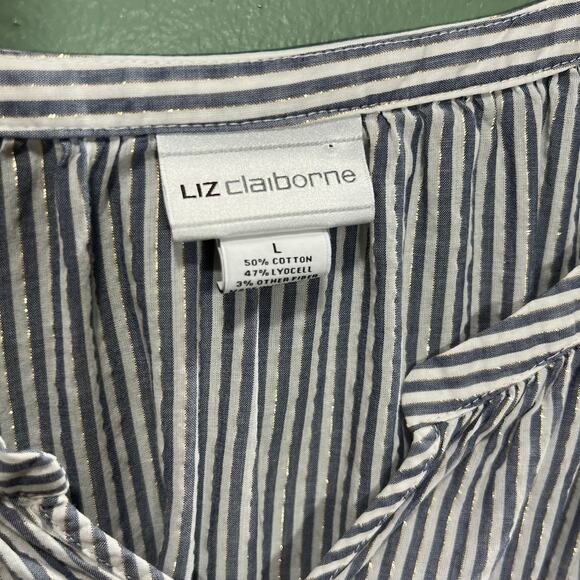 LIZ claiborne
L
50% COTTON
47% LYOCELL
3% OTHER FIBER